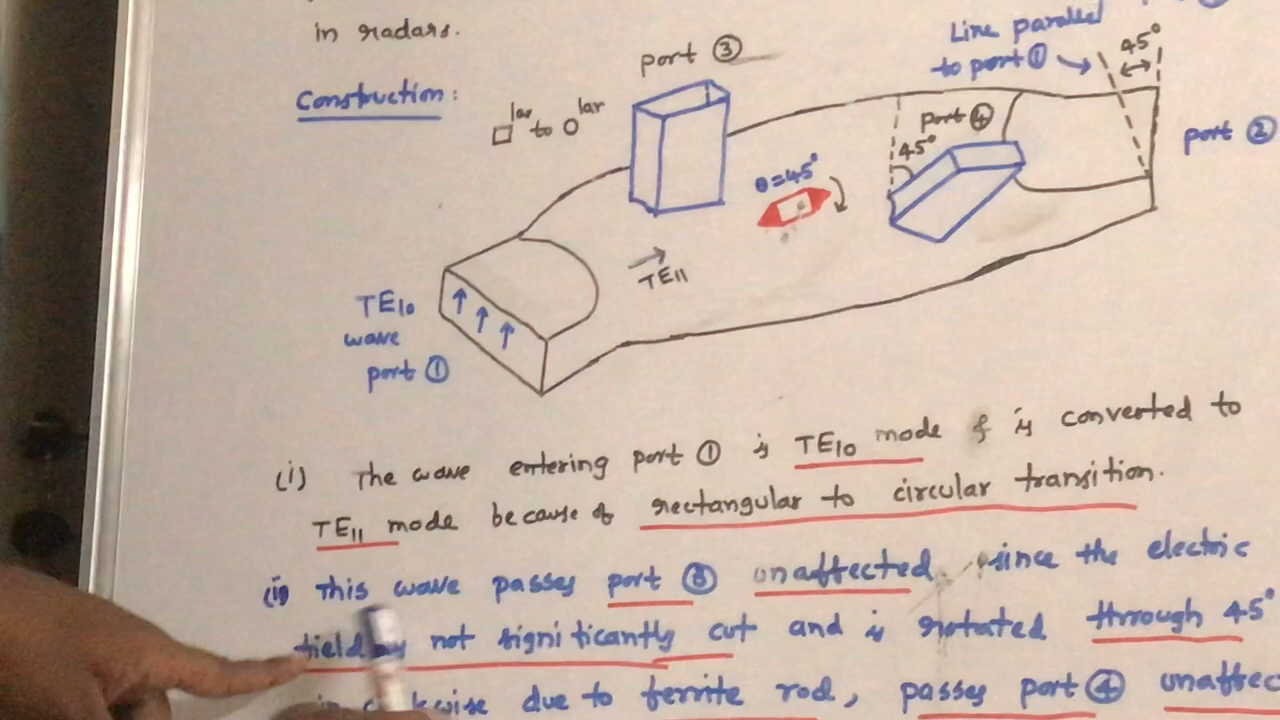 in radars.
Construction:
□lar to Olar
port ③
Line parallel
to port ①
45°
port ②
port ④
45°
θ=45°
TE11
TE10
wave
port ①
(i) The wave entering port ① is TE10 mode & is converted to
TE11 mode because of rectangular to circular transition.
(ii) This wave passes port ③ unaffected since the electric
field is not significantly cut and is rotated through 45°
due to ferrite rod, passes port ④